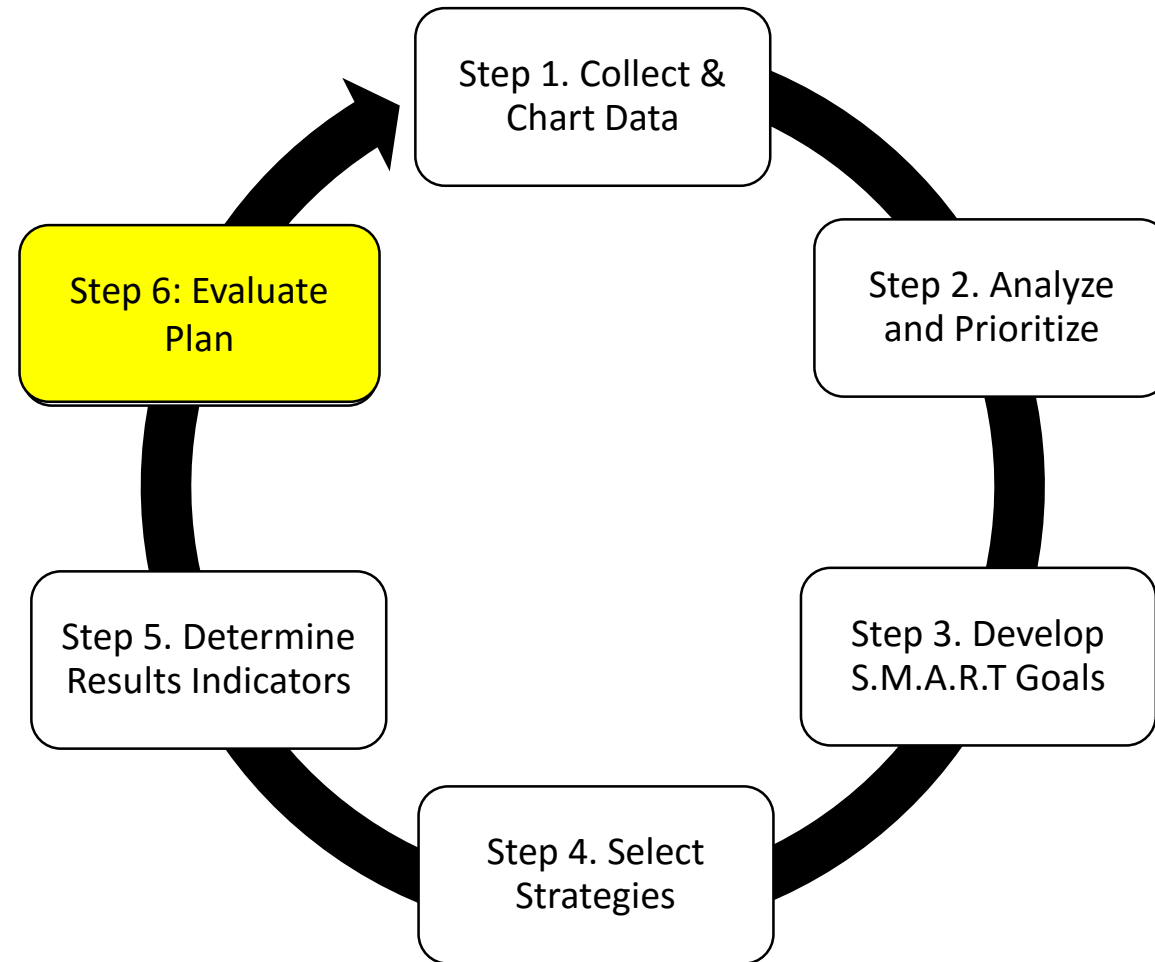 Step 1. Collect &
Chart Data
Step 2. Analyze
and Prioritize
Step 3. Develop
S.M.A.R.T Goals
Step 4. Select
Strategies
Step 5. Determine
Results Indicators
Step 6: Evaluate
Plan